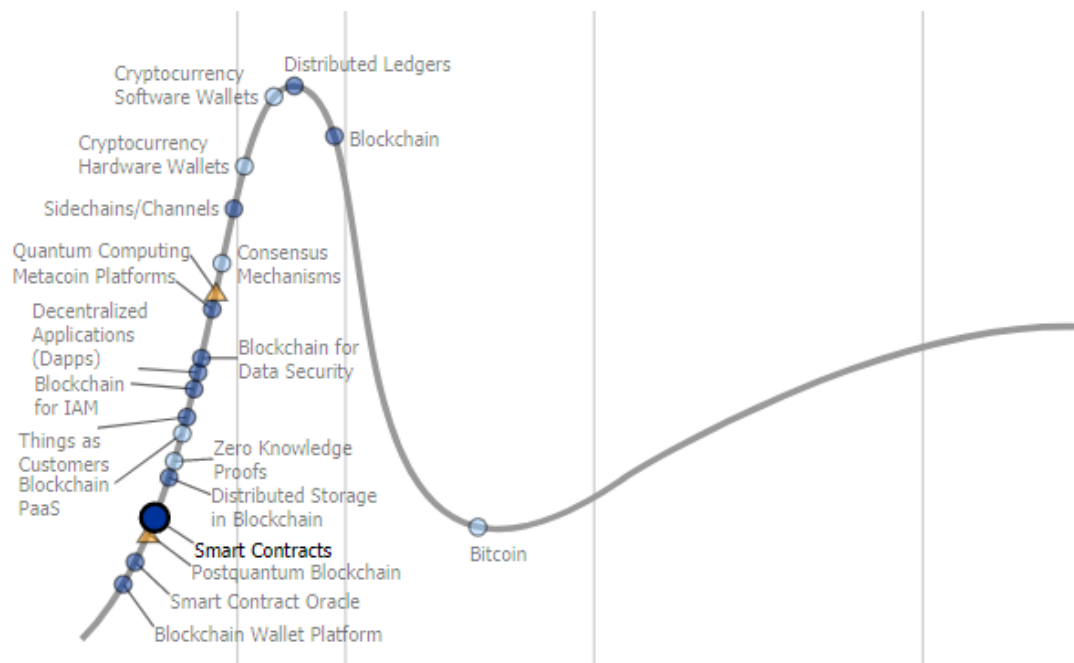 Distributed Ledgers
Cryptocurrency
Software Wallets
Blockchain
Cryptocurrency
Hardware Wallets
Sidechains/Channels
Quantum Computing
Consensus
Mechanisms
Metacoin Platforms
Decentralized
Applications
(Dapps)
Blockchain for
Data Security
Blockchain
for IAM
Things as
Customers
Zero Knowledge
Proofs
Blockchain
PaaS
Distributed Storage
in Blockchain
Smart Contracts
Bitcoin
Postquantum Blockchain
Smart Contract Oracle
Blockchain Wallet Platform